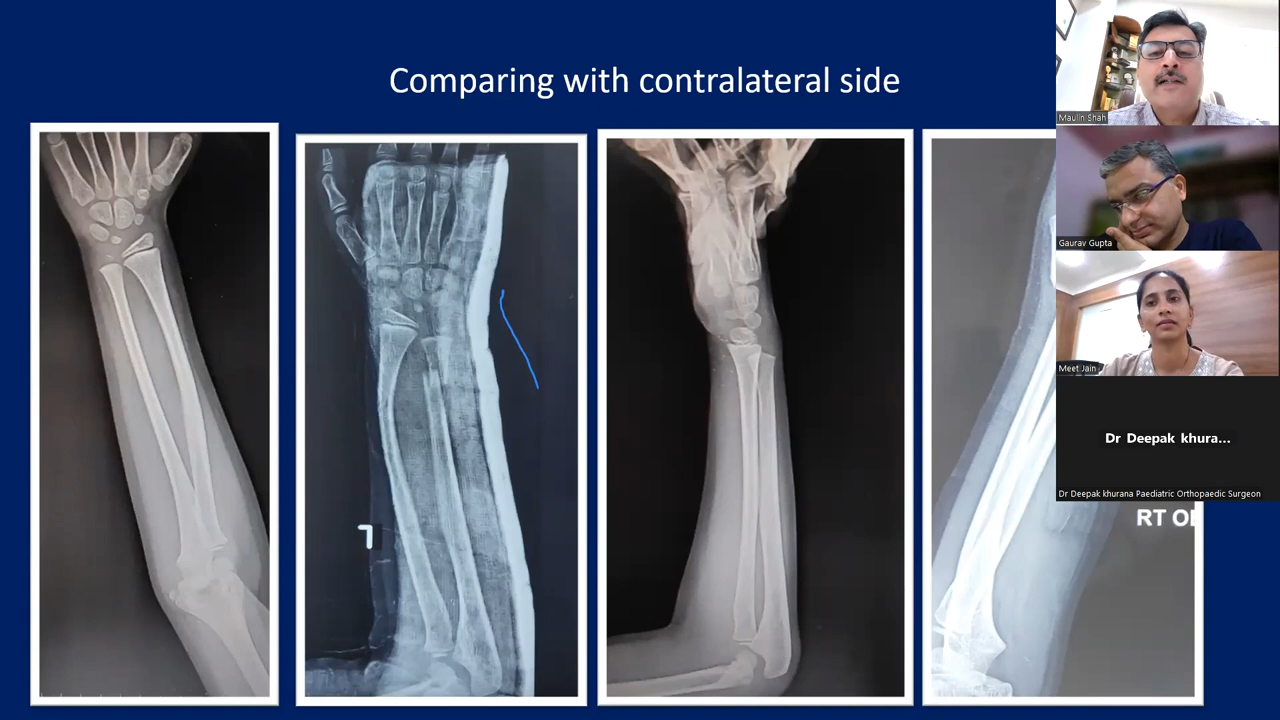 Comparing with contralateral side
Maulin Shah
Gaurav Gupta
Meet Jain
Dr Deepak khura...
Dr Deepak khurana Paediatric Orthopaedic Surgeon
RT O